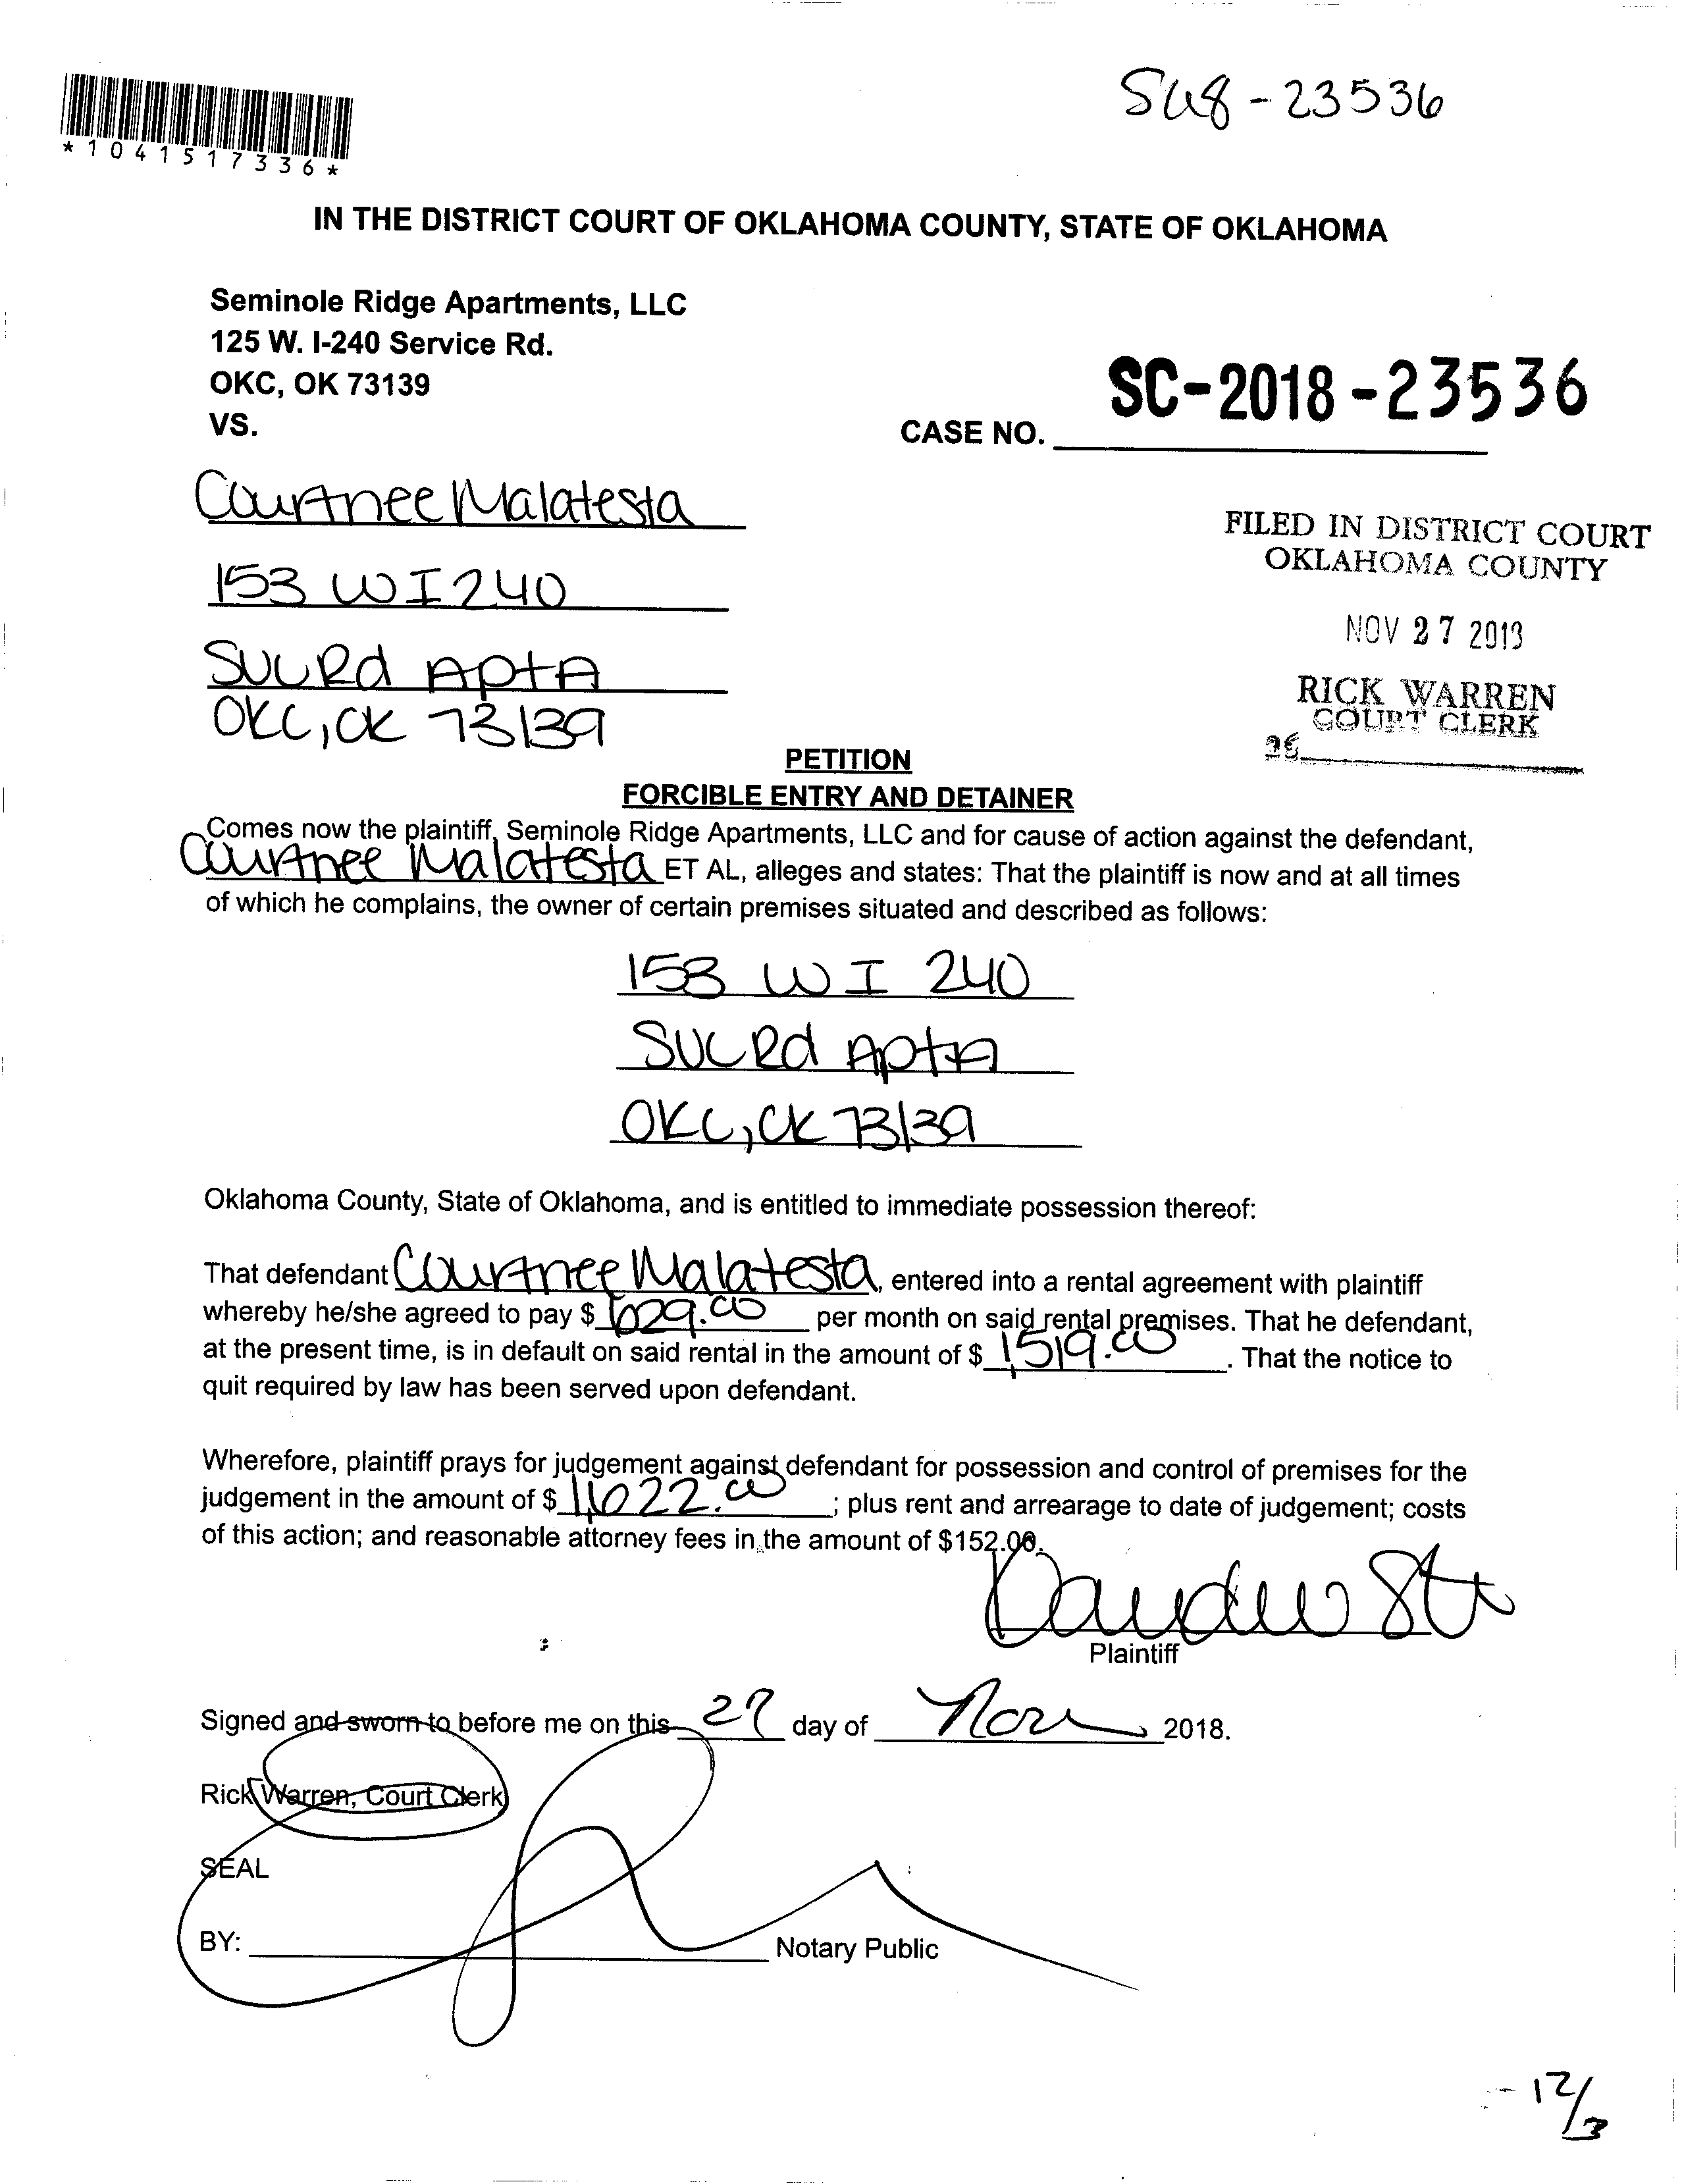 SC18-23536
*1041517336*
IN THE DISTRICT COURT OF OKLAHOMA COUNTY, STATE OF OKLAHOMA
Seminole Ridge Apartments, LLC
125 W. I-240 Service Rd.
OKC, OK 73139
VS.
CASE NO. SC-2018-23536
Courtnee Malatesta
153 W I 240
SVC Rd Apt A
OKC, OK 73139
FILED IN DISTRICT COURT
OKLAHOMA COUNTY
NOV 27 2018
RICK WARREN
COURT CLERK
PETITION
FORCIBLE ENTRY AND DETAINER
Comes now the plaintiff, Seminole Ridge Apartments, LLC and for cause of action against the defendant,
Courtnee Malatesta ET AL, alleges and states: That the plaintiff is now and at all times
of which he complains, the owner of certain premises situated and described as follows:
153 W I 240
SVC Rd Apt A
OKC, OK 73139
Oklahoma County, State of Oklahoma, and is entitled to immediate possession thereof:
That defendant Courtnee Malatesta, entered into a rental agreement with plaintiff
whereby he/she agreed to pay $ 629.00 per month on said rental premises. That he defendant,
at the present time, is in default on said rental in the amount of $ 1,519.00. That the notice to
quit required by law has been served upon defendant.
Wherefore, plaintiff prays for judgement against defendant for possession and control of premises for the
judgement in the amount of $ 1,622.00; plus rent and arrearage to date of judgement; costs
of this action; and reasonable attorney fees in the amount of $152.00.
Plaintiff
Signed and sworn to before me on this 27 day of Nov 2018.
Rick Warren, Court Clerk
SEAL
BY: Notary Public
- 12/3